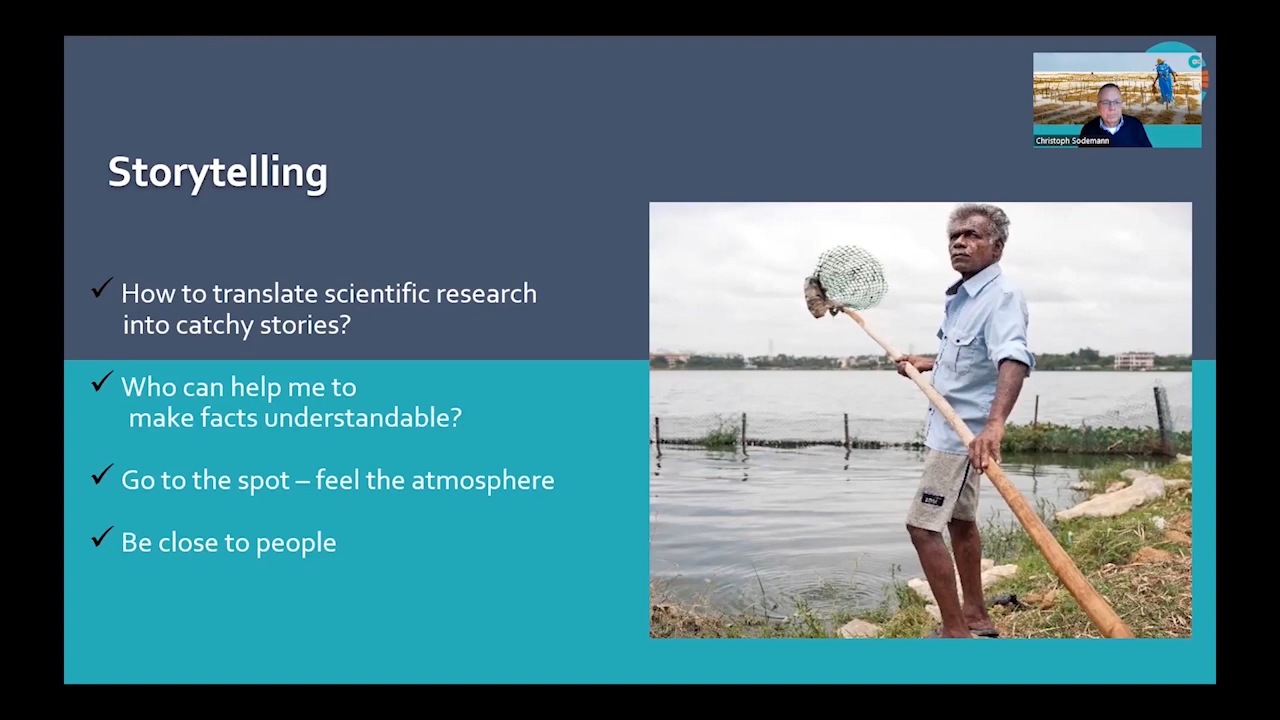 Christoph Sodemann
Storytelling
✓ How to translate scientific research
into catchy stories?
✓ Who can help me to
make facts understandable?
✓ Go to the spot – feel the atmosphere
✓ Be close to people